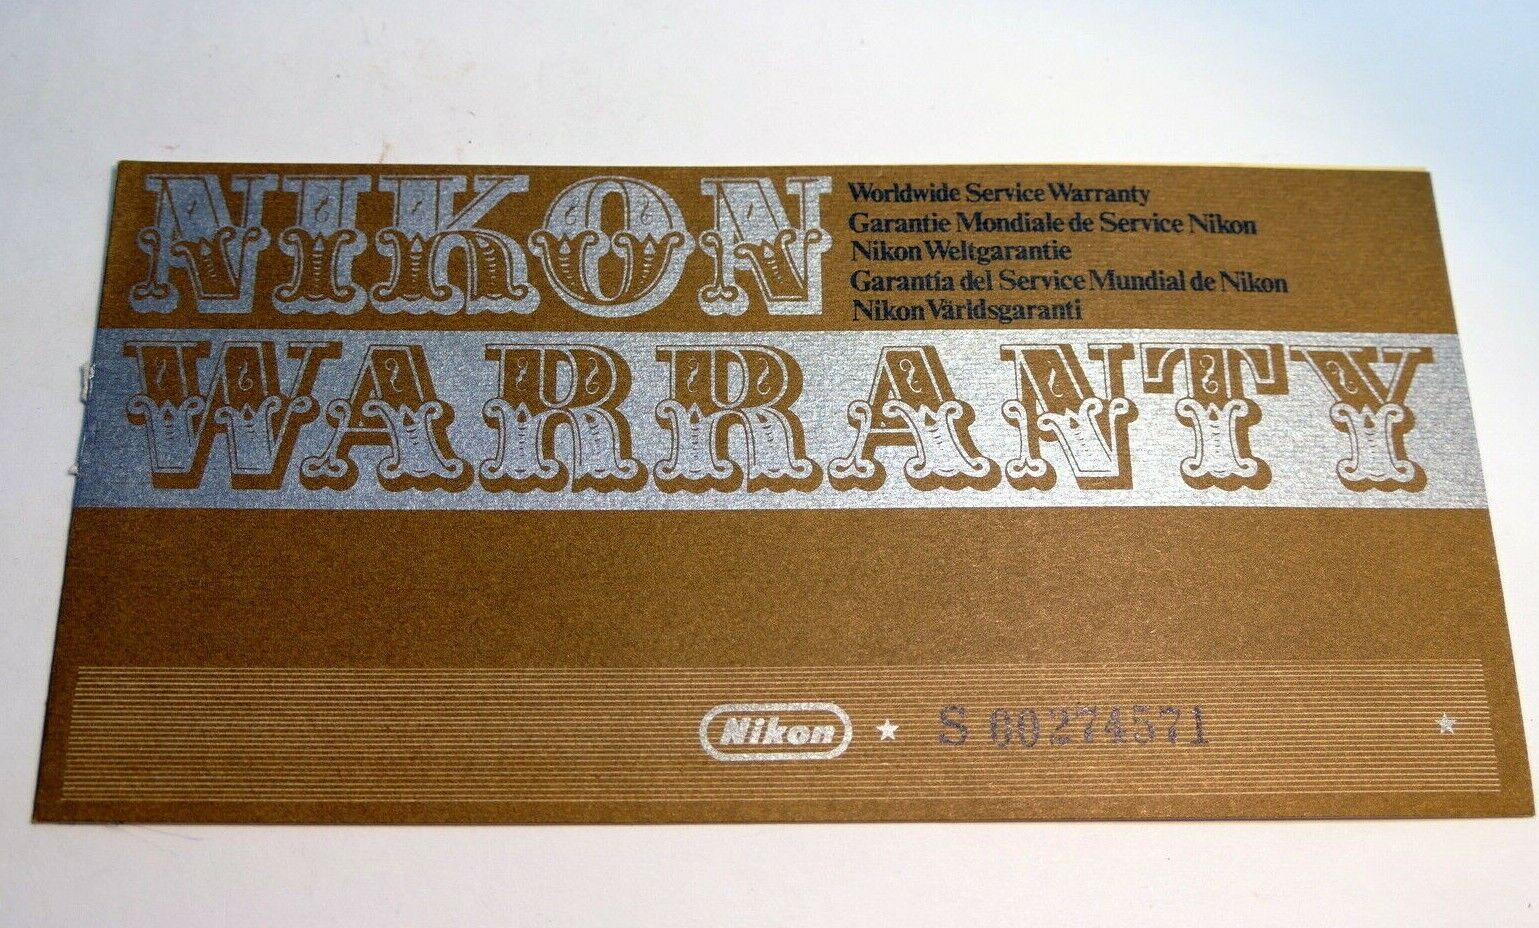 NIKON
Worldwide Service Warranty
Garantie Mondiale de Service Nikon
Nikon Weltgarantie
Garantía del Service Mundial de Nikon
Nikon Världsgaranti
WARRANTY
Nikon ★ S 00274571 ★